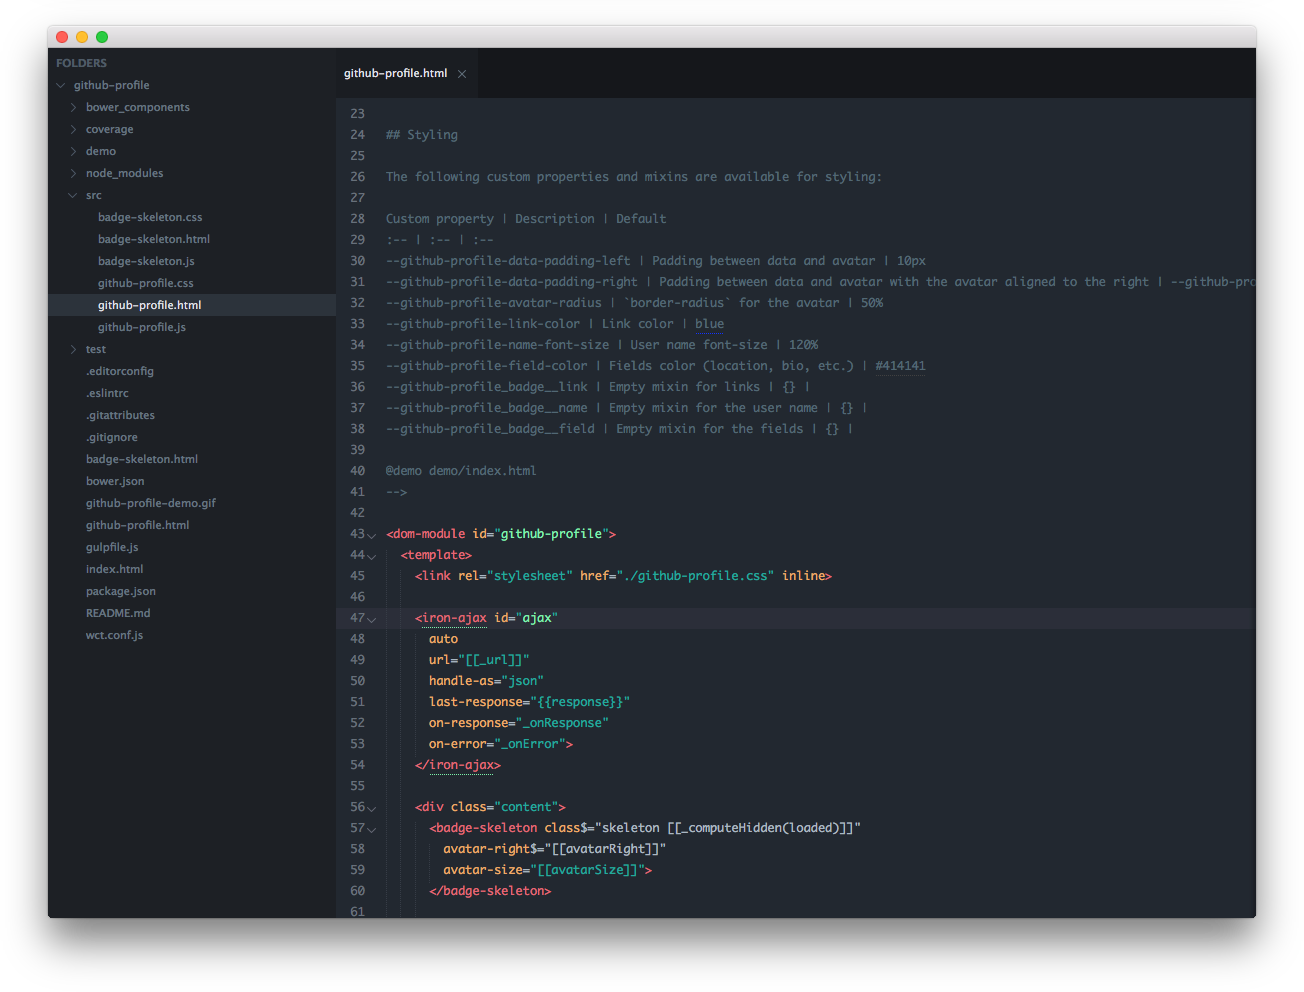 FOLDERS
github-profile
bower_components
coverage
demo
node_modules
src
badge-skeleton.css
badge-skeleton.html
badge-skeleton.js
github-profile.css
github-profile.html
github-profile.js
test
.editorconfig
.eslintrc
.gitattributes
.gitignore
badge-skeleton.html
bower.json
github-profile-demo.gif
github-profile.html
gulpfile.js
index.html
package.json
README.md
wct.conf.js
github-profile.html ×
23
24 ## Styling
25
26 The following custom properties and mixins are available for styling:
27
28 Custom property | Description | Default
29 :-- | :-- | :--
30 --github-profile-data-padding-left | Padding between data and avatar | 10px
31 --github-profile-data-padding-right | Padding between data and avatar with the avatar aligned to the right | --github-pro
32 --github-profile-avatar-radius | `border-radius` for the avatar | 50%
33 --github-profile-link-color | Link color | blue
34 --github-profile-name-font-size | User name font-size | 120%
35 --github-profile-field-color | Fields color (location, bio, etc.) | #414141
36 --github-profile_badge__link | Empty mixin for links | {} |
37 --github-profile_badge__name | Empty mixin for the user name | {} |
38 --github-profile_badge__field | Empty mixin for the fields | {} |
39
40 @demo demo/index.html
41 -->
42
43 <dom-module id="github-profile">
44 <template>
45 <link rel="stylesheet" href="./github-profile.css" inline>
46
47 <iron-ajax id="ajax"
48 auto
49 url="[[_url]]"
50 handle-as="json"
51 last-response="{{response}}"
52 on-response="_onResponse"
53 on-error="_onError">
54 </iron-ajax>
55
56 <div class="content">
57 <badge-skeleton class$="skeleton [[_computeHidden(loaded)]]"
58 avatar-right$="[[avatarRight]]"
59 avatar-size="[[avatarSize]]">
60 </badge-skeleton>
61